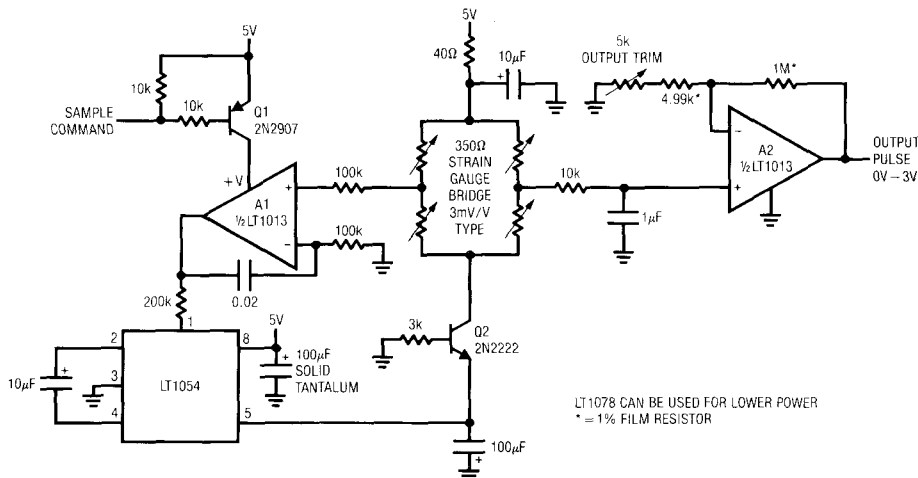 5V
10k
10k
SAMPLE
COMMAND
Q1
2N2907
+V
A1
½ LT1013
+
−
100k
100k
0.02
200k
1
2
3
4
8
5
LT1054
10µF
+
5V
+
100µF
SOLID
TANTALUM
5V
40Ω
10µF
+
350Ω
STRAIN
GAUGE
BRIDGE
3mV/V
TYPE
3k
Q2
2N2222
100µF
+
10k
1µF
5k
OUTPUT TRIM
4.99k*
1M*
−
+
A2
½LT1013
OUTPUT
PULSE
0V – 3V
LT1078 CAN BE USED FOR LOWER POWER
* = 1% FILM RESISTOR